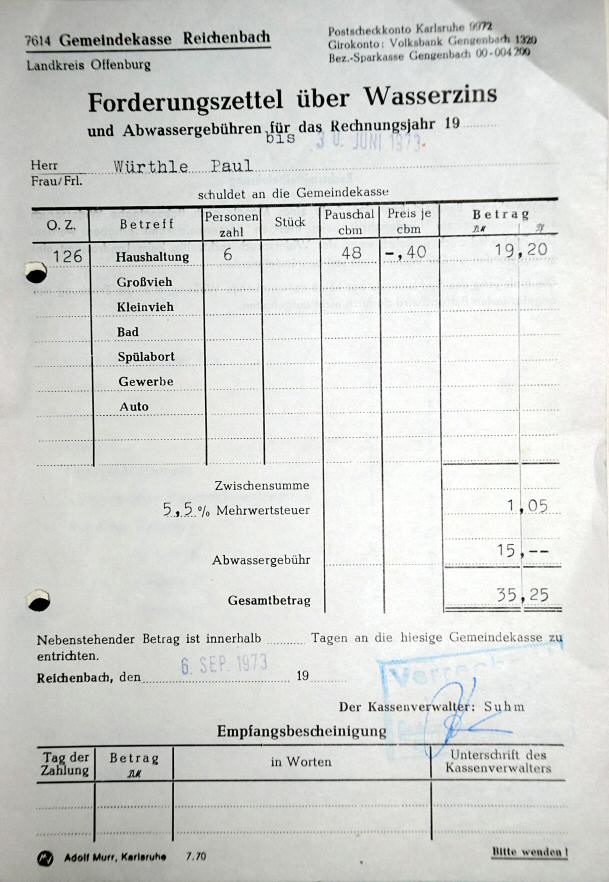 7614 Gemeindekasse Reichenbach
Landkreis Offenburg
Postscheckkonto Karlsruhe 9972
Girokonto: Volksbank Gengenbach 1320
Bez.-Sparkasse Gengenbach 00-004200
Forderungszettel über Wasserzins
und Abwassergebühren für das Rechnungsjahr 19
bis 30. JUNI 1973
Herr Würthle Paul
Frau/Frl.
schuldet an die Gemeindekasse
O. Z. Betreff Personen zahl Stück Pauschal cbm Preis je cbm Betrag DM Pf
126 Haushaltung 6 48 -,40 19,20
Großvieh
Kleinvieh
Bad
Spülabort
Gewerbe
Auto
Zwischensumme
5,5 % Mehrwertsteuer 1,05
Abwassergebühr 15,--
Gesamtbetrag 35,25
Nebenstehender Betrag ist innerhalb Tagen an die hiesige Gemeindekasse zu
entrichten.
6. SEP. 1973
Reichenbach, den 19
Der Kassenverwalter: Suhm
Empfangsbescheinigung
Tag der Zahlung Betrag DM in Worten Unterschrift des Kassenverwalters
Adolf Murr, Karlsruhe 7.70
Bitte wenden!